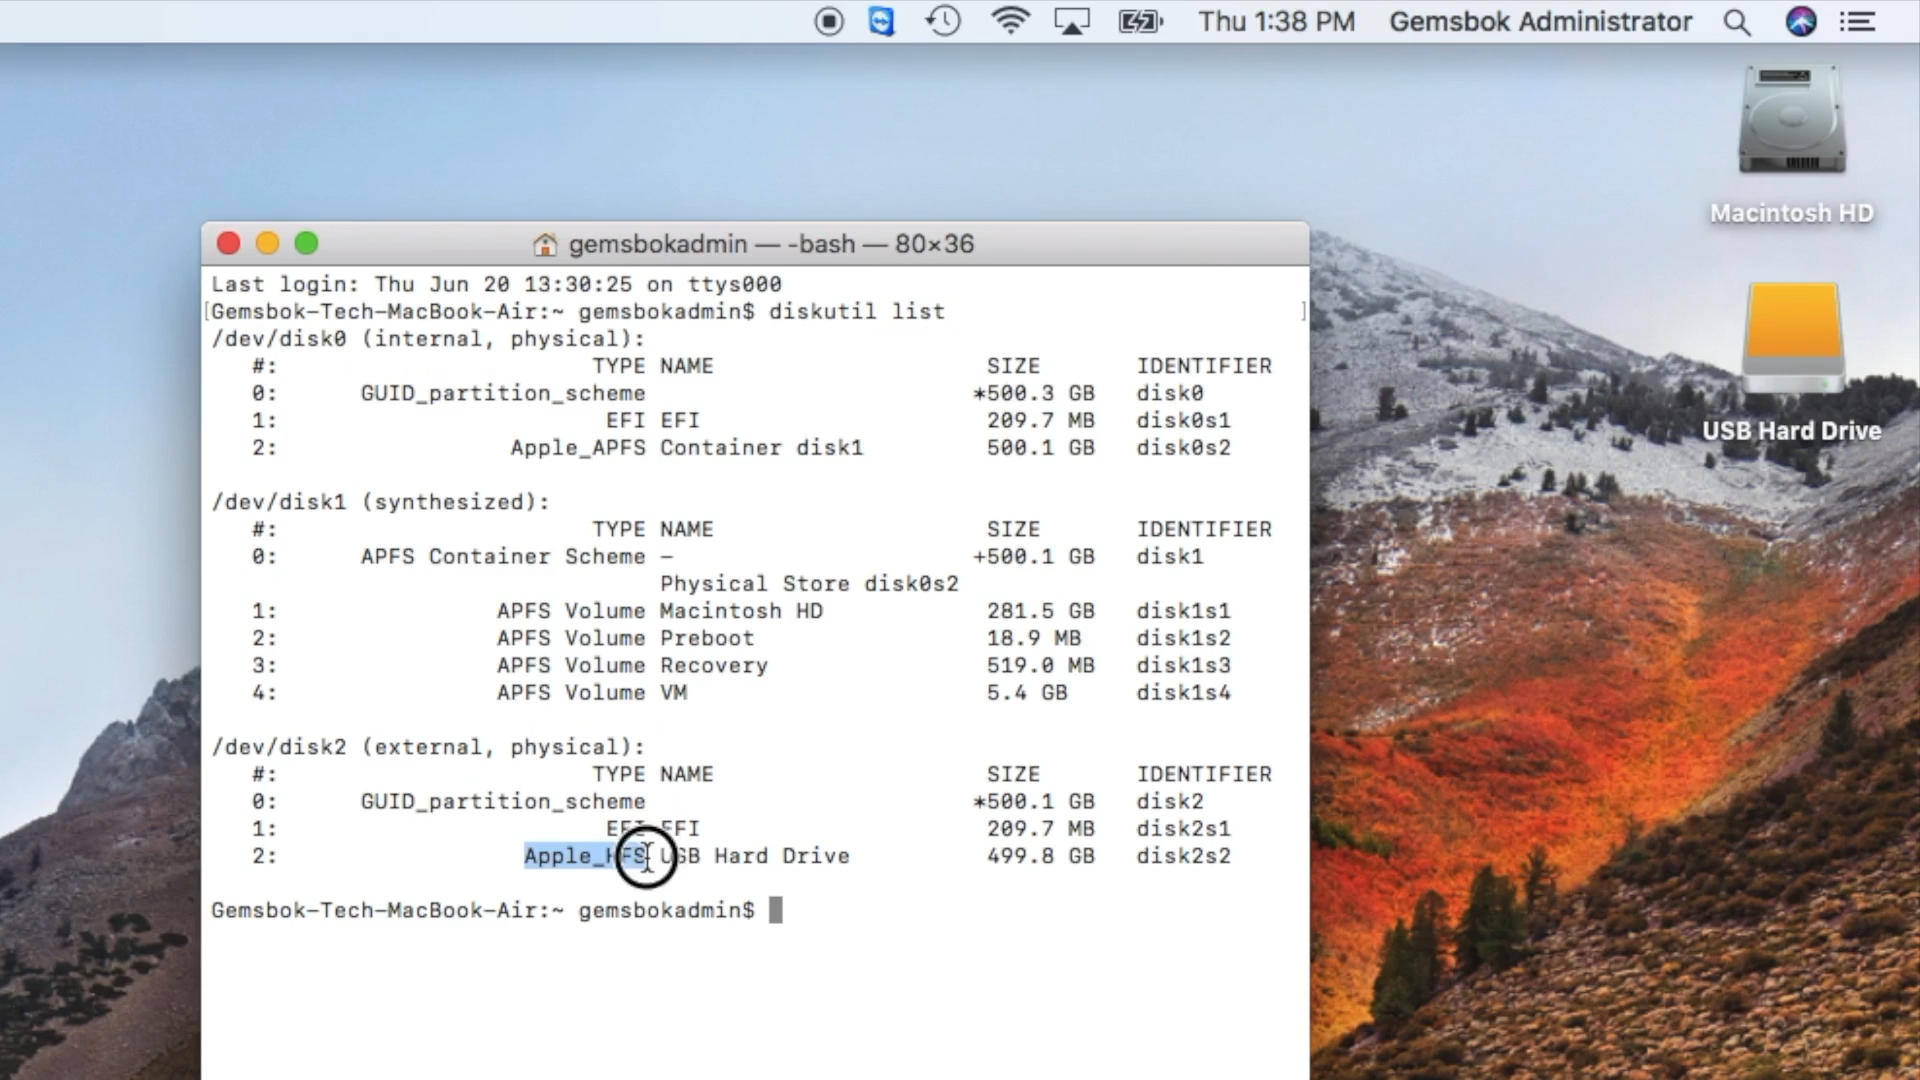 Thu 1:38 PM Gemsbok Administrator
Macintosh HD
USB Hard Drive
gemsbokadmin — -bash — 80×36
Last login: Thu Jun 20 13:30:25 on ttys000
[Gemsbok-Tech-MacBook-Air:~ gemsbokadmin$ diskutil list ]
/dev/disk0 (internal, physical):
#: TYPE NAME SIZE IDENTIFIER
0: GUID_partition_scheme *500.3 GB disk0
1: EFI EFI 209.7 MB disk0s1
2: Apple_APFS Container disk1 500.1 GB disk0s2
/dev/disk1 (synthesized):
#: TYPE NAME SIZE IDENTIFIER
0: APFS Container Scheme - +500.1 GB disk1
Physical Store disk0s2
1: APFS Volume Macintosh HD 281.5 GB disk1s1
2: APFS Volume Preboot 18.9 MB disk1s2
3: APFS Volume Recovery 519.0 MB disk1s3
4: APFS Volume VM 5.4 GB disk1s4
/dev/disk2 (external, physical):
#: TYPE NAME SIZE IDENTIFIER
0: GUID_partition_scheme *500.1 GB disk2
1: EFI EFI 209.7 MB disk2s1
2: Apple_HFS USB Hard Drive 499.8 GB disk2s2
Gemsbok-Tech-MacBook-Air:~ gemsbokadmin$